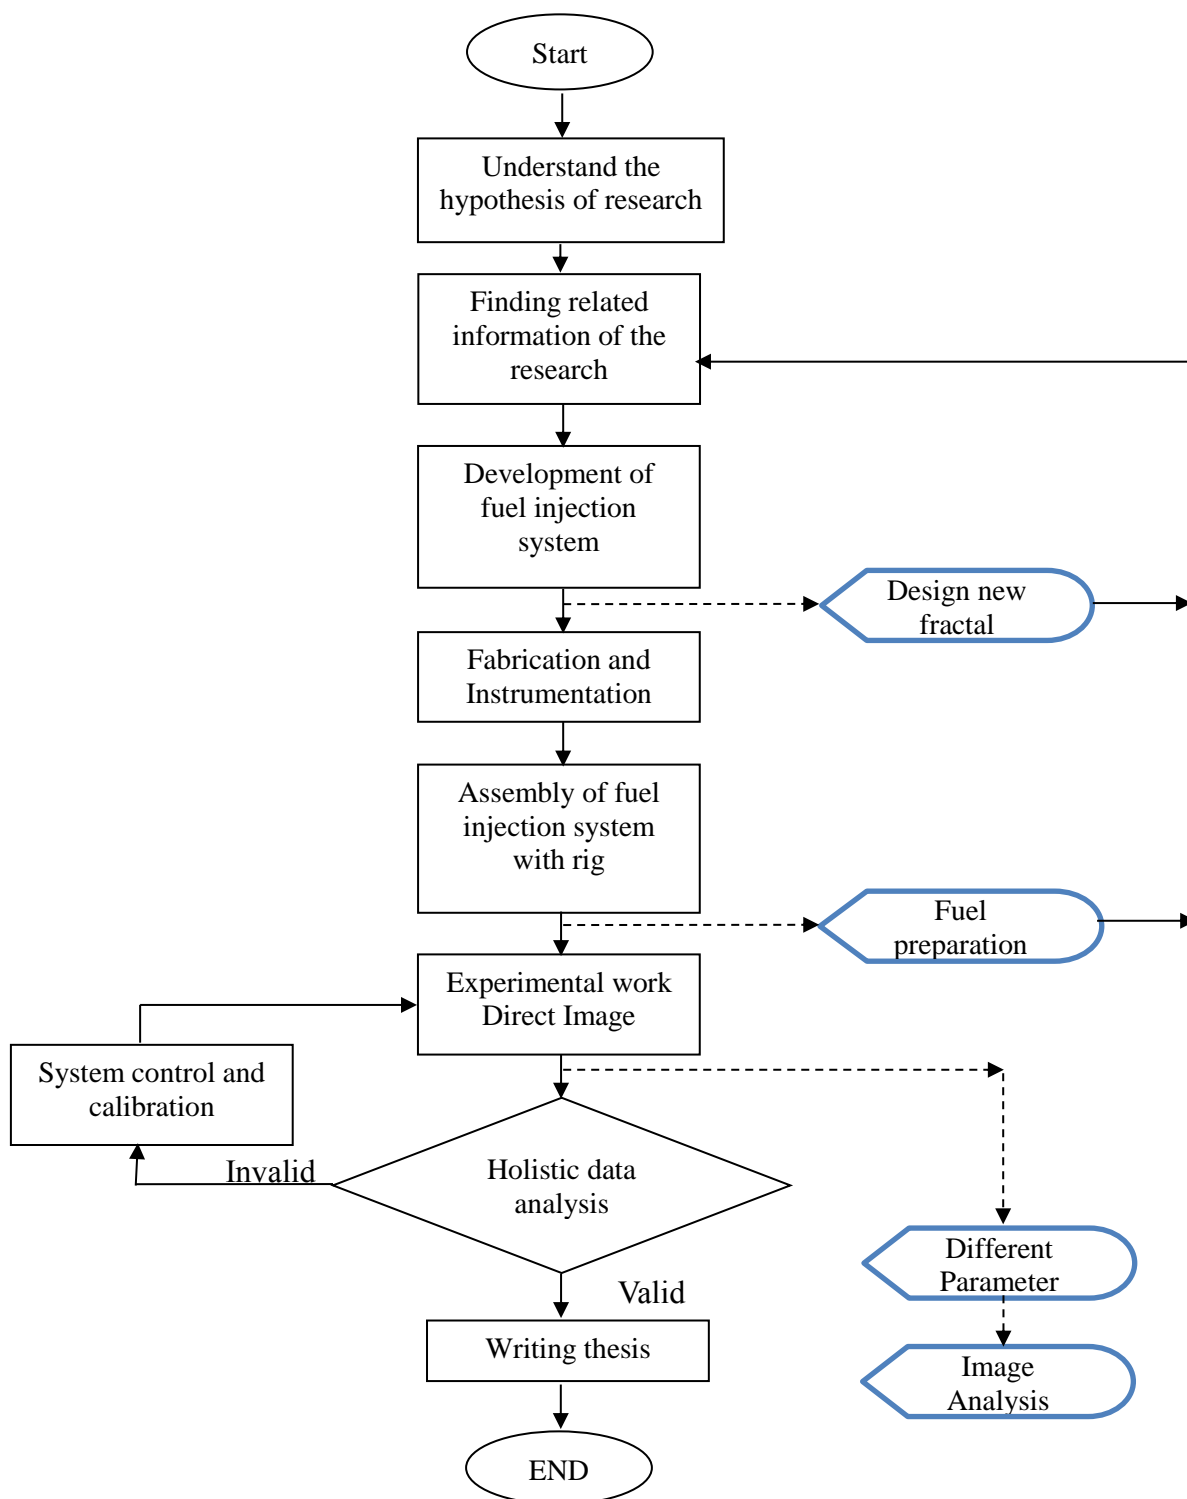 Start
Understand the
hypothesis of research
Finding related
information of the
research
Development of
fuel injection
system
Design new
fractal
Fabrication and
Instrumentation
Assembly of fuel
injection system
with rig
Fuel
preparation
Experimental work
Direct Image
System control and
calibration
Invalid
Holistic data
analysis
Different
Parameter
Valid
Writing thesis
Image
Analysis
END